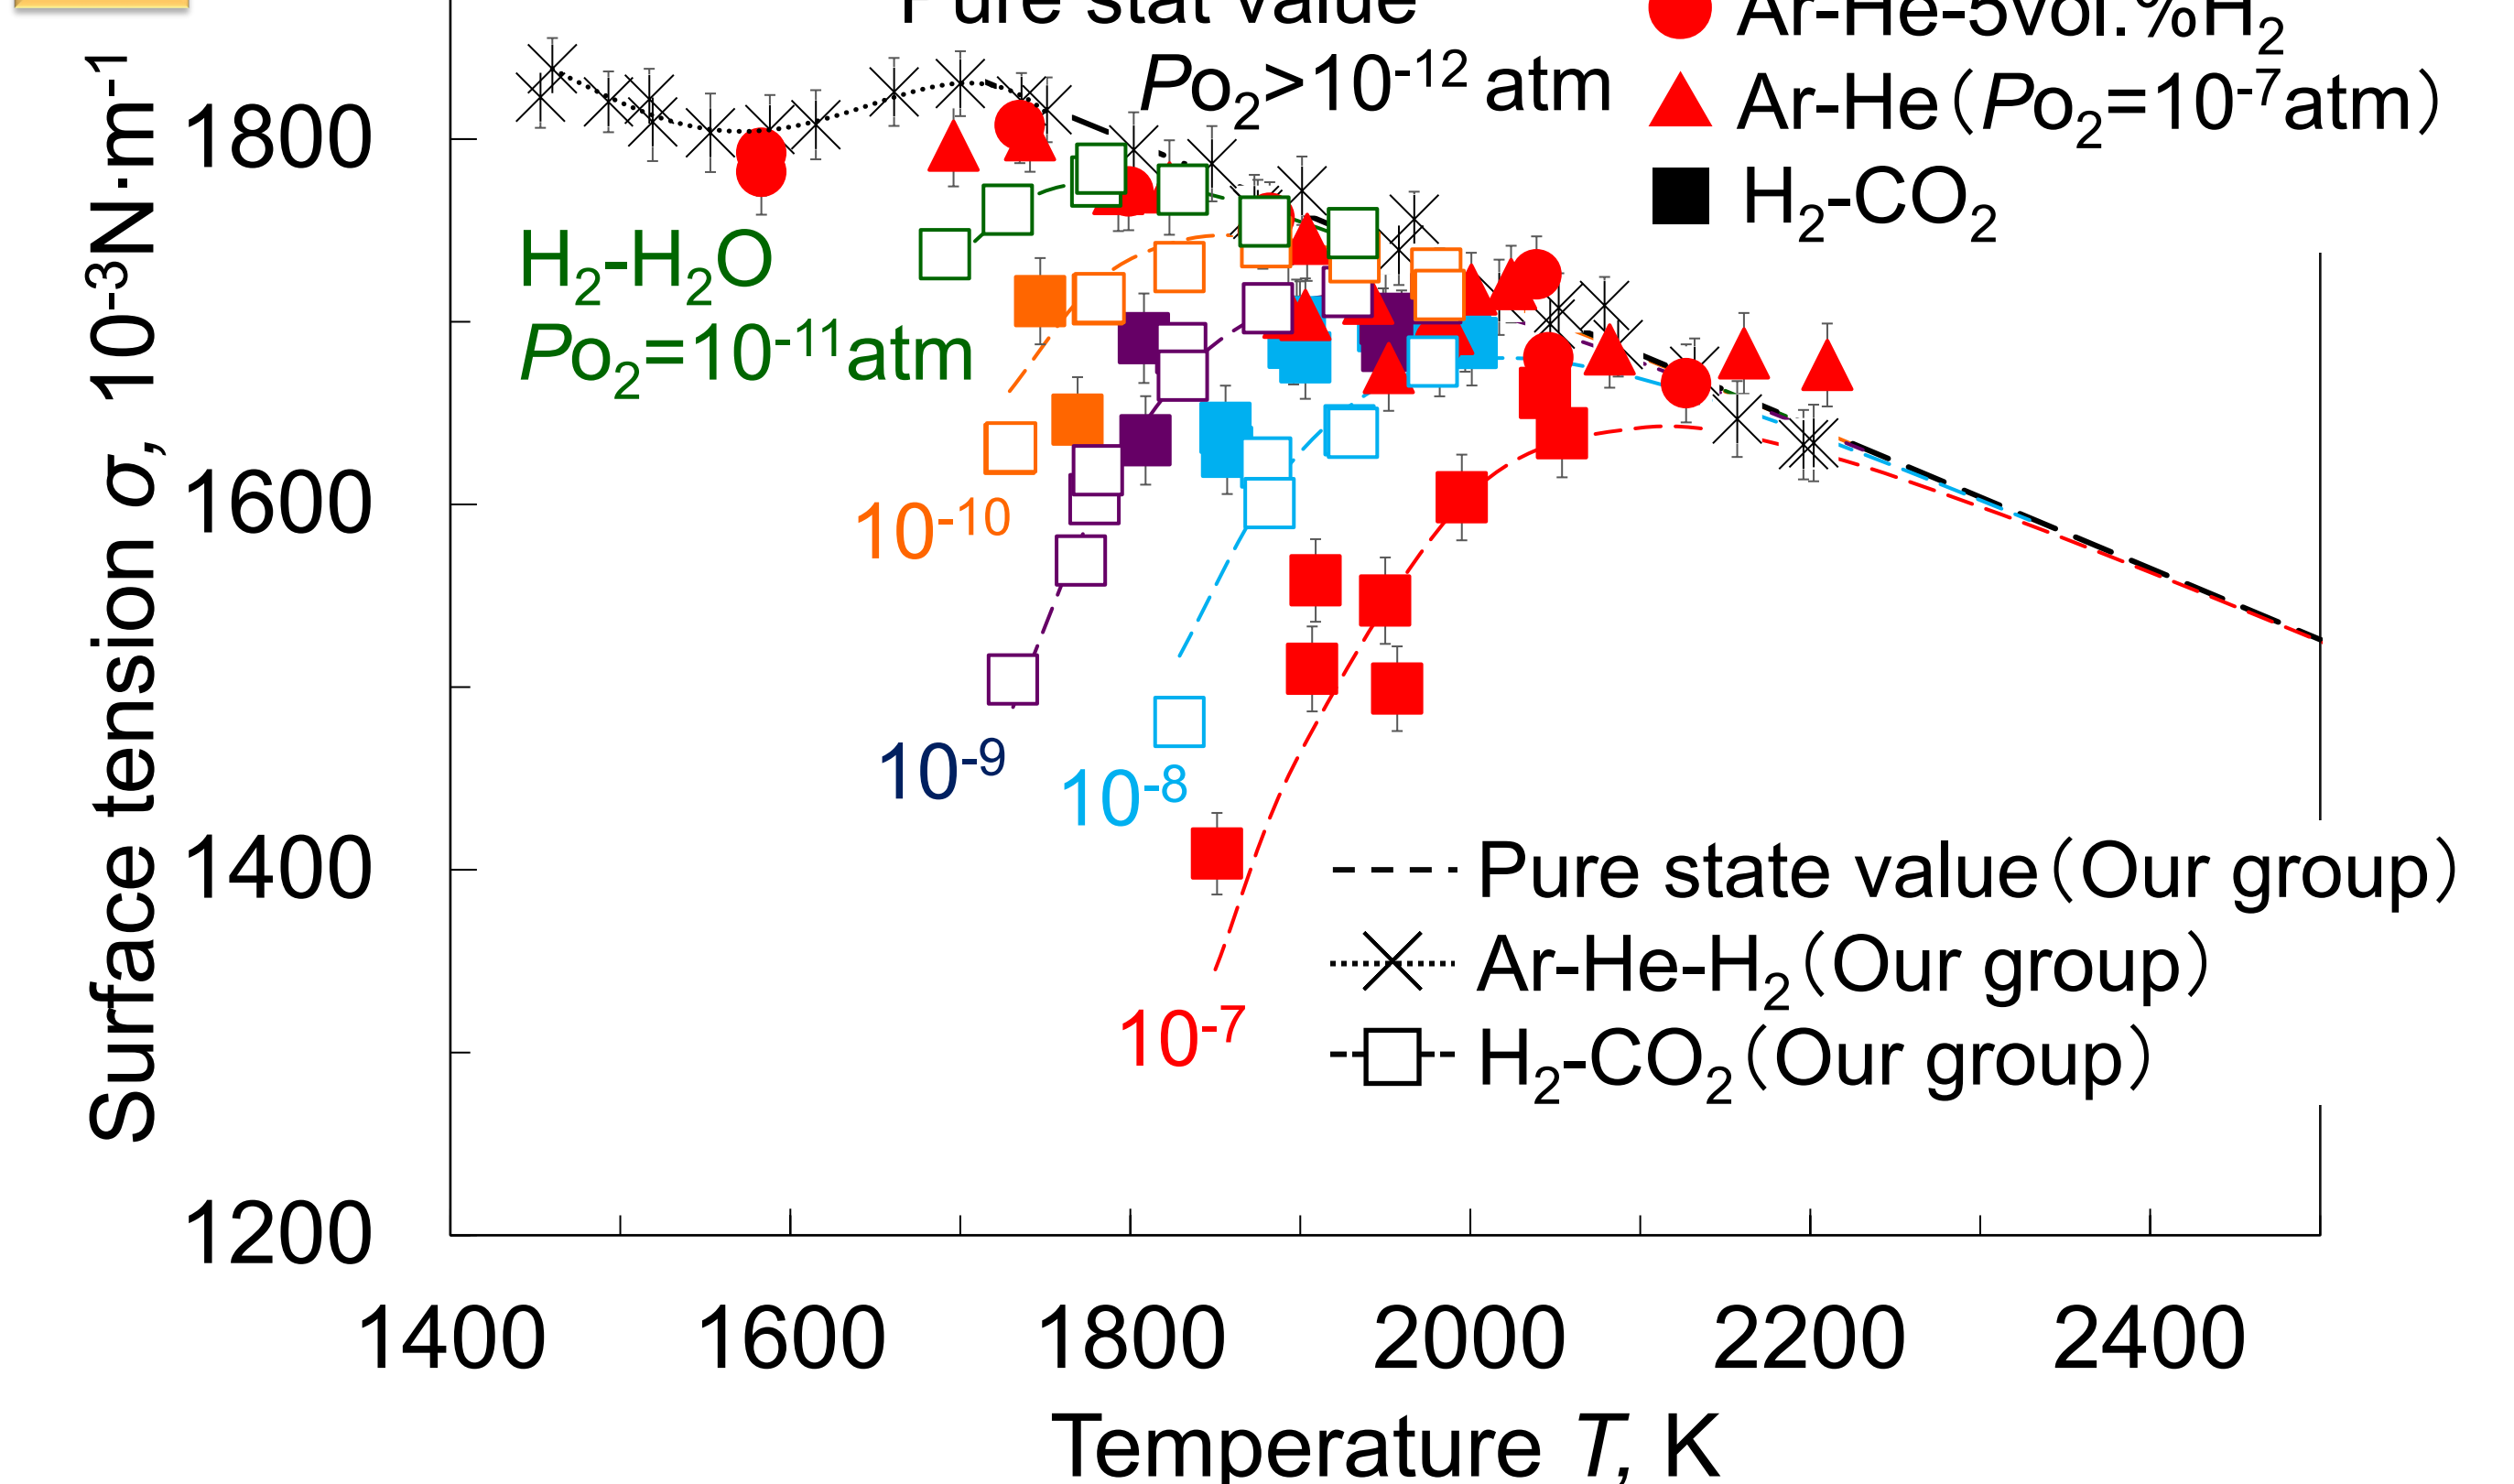 Pure stat value
Po2>10-12 atm
Ar-He-5vol.%H2
Ar-He(Po2=10-7atm)
H2-CO2
H2-H2O
Po2=10-11atm
10-10
10-9
10-8
10-7
Pure state value(Our group)
Ar-He-H2(Our group)
H2-CO2(Our group)
Surface tension σ, 10-3N·m-1
1800
1600
1400
1200
1400 1600 1800 2000 2200 2400
Temperature T, K